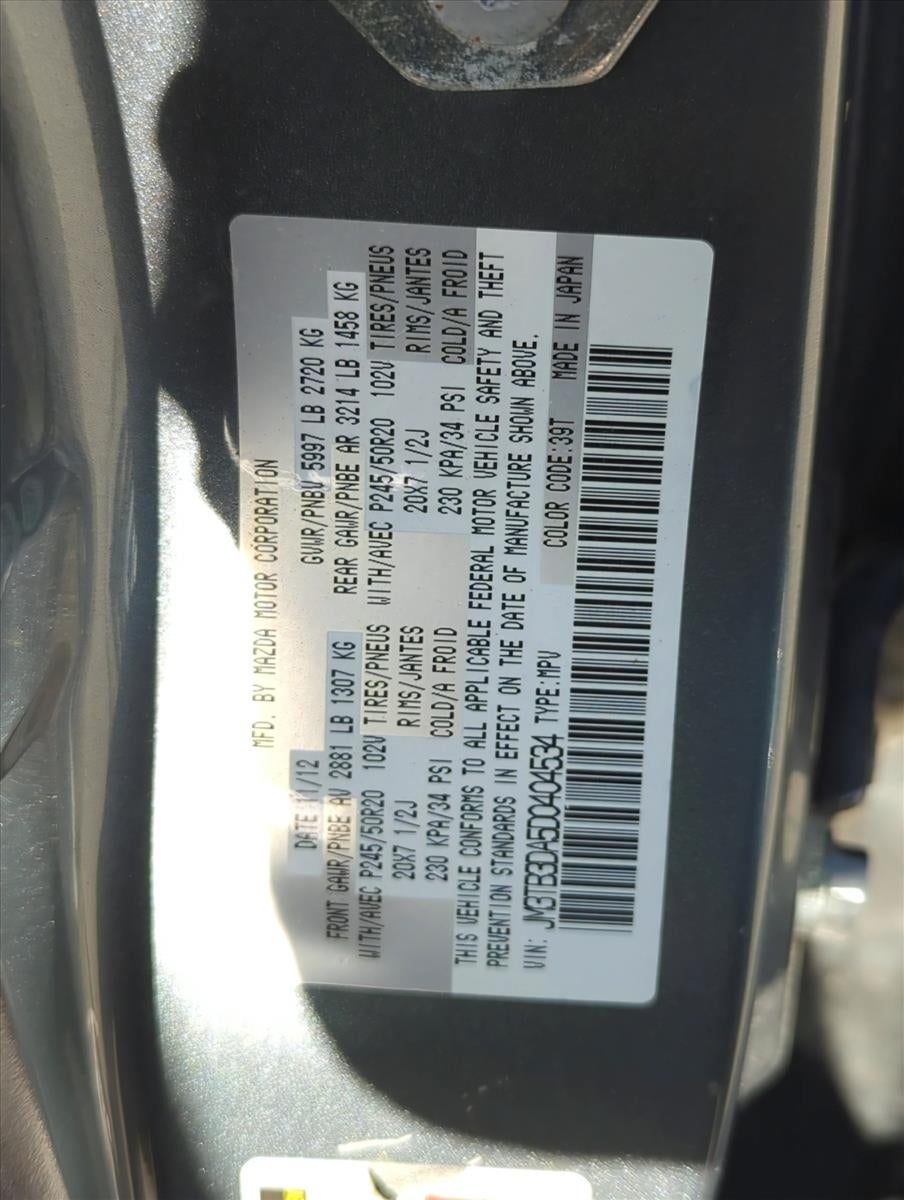 MFD. BY MAZDA MOTOR CORPORATION
DATE 11/12 GVWR/PNBV 5997 LB 2720 KG
FRONT GAWR/PNBE AV 2881 LB 1307 KG REAR GAWR/PNBE AR 3214 LB 1458 KG
WITH/AVEC P245/50R20 102V TIRES/PNEUS WITH/AVEC P245/50R20 102V TIRES/PNEUS
20X7 1/2J RIMS/JANTES 20X7 1/2J RIMS/JANTES
230 KPA/34 PSI COLD/A FROID 230 KPA/34 PSI COLD/A FROID
THIS VEHICLE CONFORMS TO ALL APPLICABLE FEDERAL MOTOR VEHICLE SAFETY AND THEFT
PREVENTION STANDARDS IN EFFECT ON THE DATE OF MANUFACTURE SHOWN ABOVE.
VIN: JM3TB3DA5D0404534 TYPE:MPV COLOR CODE:39T MADE IN JAPAN